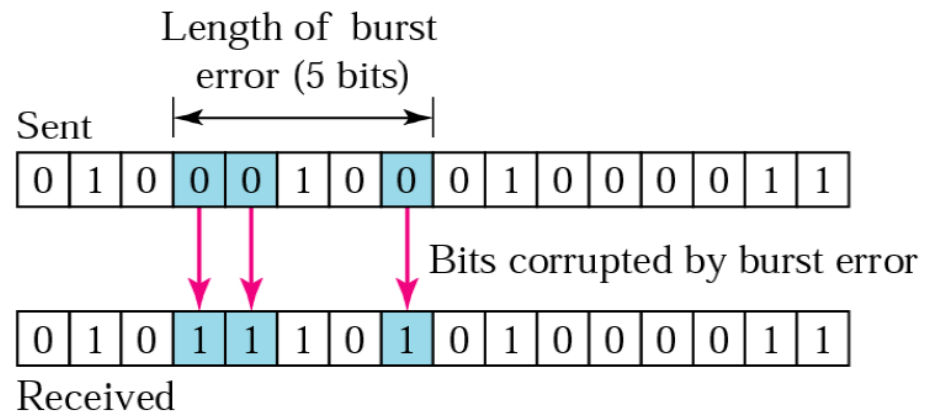 Length of burst
error (5 bits)
Sent
0 1 0 0 0 1 0 0 0 1 0 0 0 0 1 1
Bits corrupted by burst error
0 1 0 1 1 1 0 1 0 1 0 0 0 0 1 1
Received